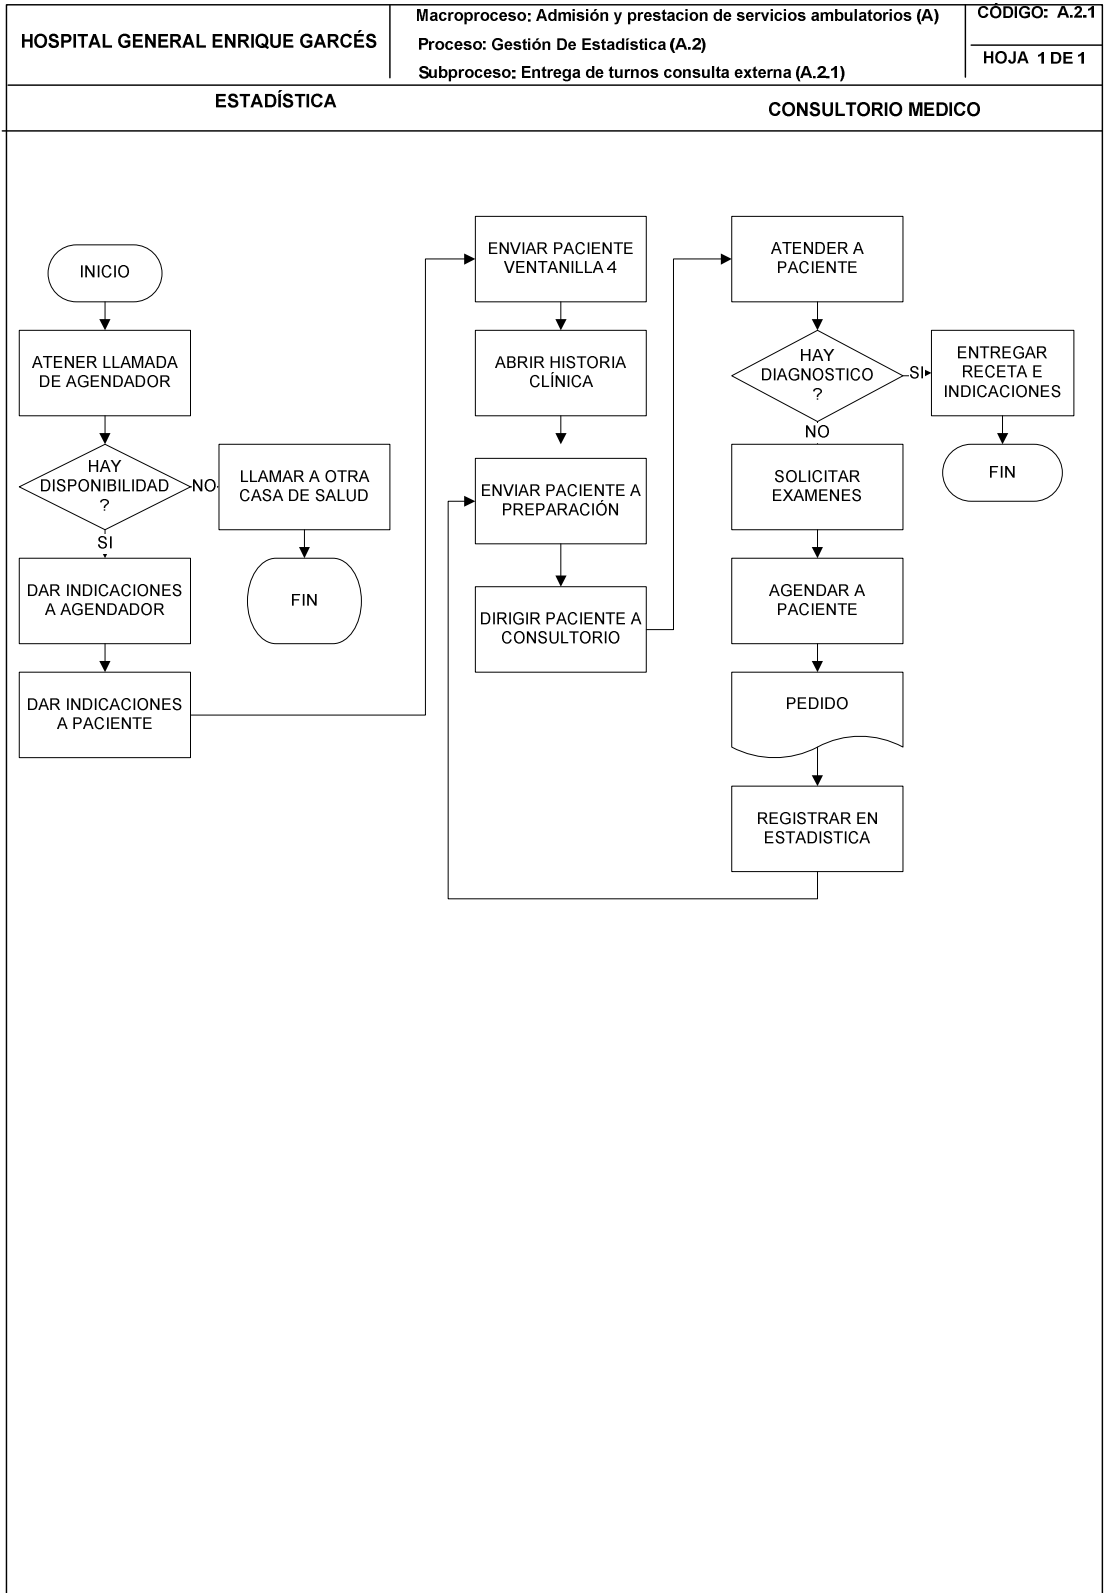 HOSPITAL GENERAL ENRIQUE GARCÉS
Macroproceso: Admisión y prestacion de servicios ambulatorios (A)
Proceso: Gestión De Estadística (A.2)
Subproceso: Entrega de turnos consulta externa (A.2.1)
CÓDIGO: A.2.1
HOJA 1 DE 1
ESTADÍSTICA
CONSULTORIO MEDICO
INICIO
ATENER LLAMADA
DE AGENDADOR
HAY
DISPONIBILIDAD
?
NO
LLAMAR A OTRA
CASA DE SALUD
FIN
SI
DAR INDICACIONES
A AGENDADOR
DAR INDICACIONES
A PACIENTE
ENVIAR PACIENTE
VENTANILLA 4
ABRIR HISTORIA
CLÍNICA
ENVIAR PACIENTE A
PREPARACIÓN
DIRIGIR PACIENTE A
CONSULTORIO
ATENDER A
PACIENTE
HAY
DIAGNOSTICO
?
SI
ENTREGAR
RECETA E
INDICACIONES
FIN
NO
SOLICITAR
EXAMENES
AGENDAR A
PACIENTE
PEDIDO
REGISTRAR EN
ESTADISTICA